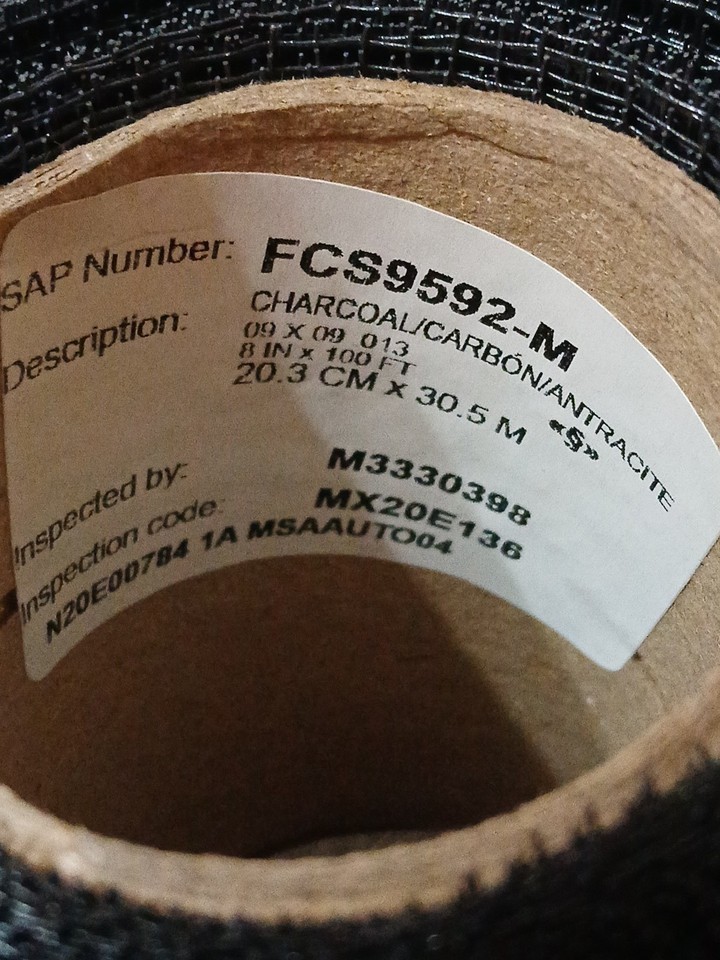 SAP Number: FCS9592-M
Description: CHARCOAL/CARBÓN/ANTRACITE
09 X 09 .013
8 IN x 100 FT
20.3 CM x 30.5 M «§»
Inspected by: M3330398
Inspection code: MX20E136
N20E00784 1A MSAAUTO04